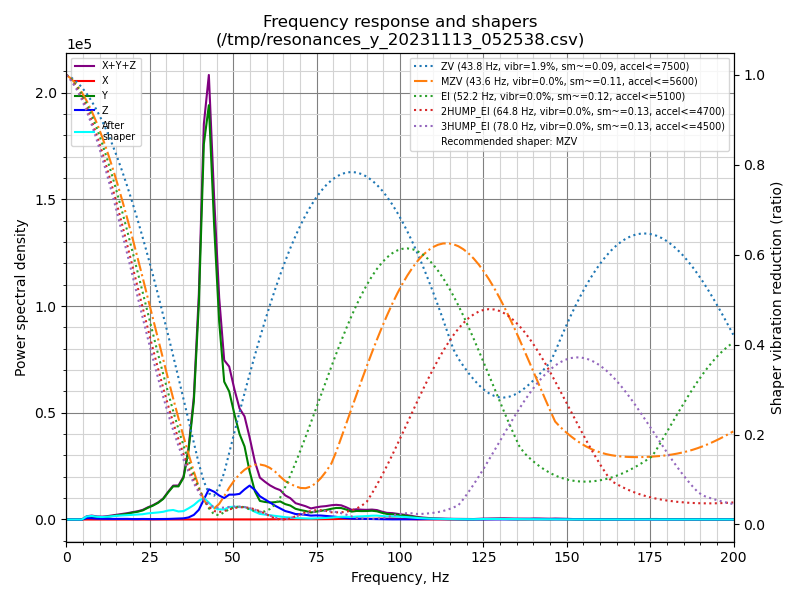 Frequency response and shapers
(/tmp/resonances_y_20231113_052538.csv)
1e5
X+Y+Z
X
Y
Z
After
shaper
ZV (43.8 Hz, vibr=1.9%, sm~=0.09, accel<=7500)
MZV (43.6 Hz, vibr=0.0%, sm~=0.11, accel<=5600)
EI (52.2 Hz, vibr=0.0%, sm~=0.12, accel<=5100)
2HUMP_EI (64.8 Hz, vibr=0.0%, sm~=0.13, accel<=4700)
3HUMP_EI (78.0 Hz, vibr=0.0%, sm~=0.13, accel<=4500)
Recommended shaper: MZV
Power spectral density
2.0
1.5
1.0
0.5
0.0
1.0
0.8
0.6
0.4
0.2
0.0
Shaper vibration reduction (ratio)
0
25
50
75
100
125
150
175
200
Frequency, Hz